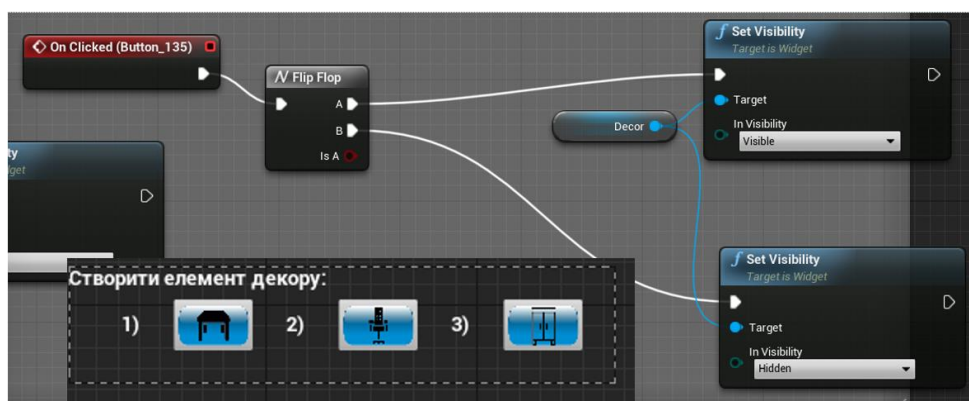 On Clicked (Button_135)
Flip Flop
A
B
Is A
Decor
Set Visibility
Target is Widget
Target
In Visibility
Visible
Set Visibility
Target is Widget
Target
In Visibility
Hidden
Створити елемент декору:
1) 2) 3)